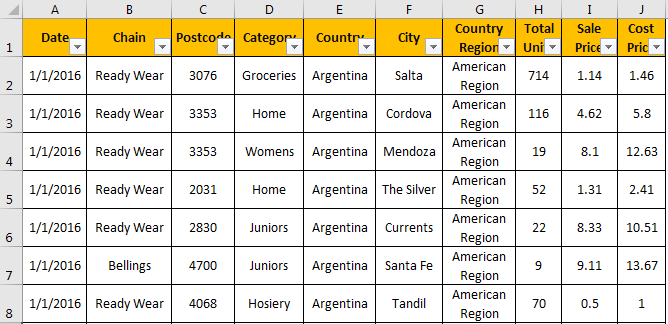 A B C D E F G H I J
1 Date Chain Postcode Category Country City Country Region Total Unit Sale Price Cost Pric
2 1/1/2016 Ready Wear 3076 Groceries Argentina Salta American Region 714 1.14 1.46
3 1/1/2016 Ready Wear 3353 Home Argentina Cordova American Region 116 4.62 5.8
4 1/1/2016 Ready Wear 3353 Womens Argentina Mendoza American Region 19 8.1 12.63
5 1/1/2016 Ready Wear 2031 Home Argentina The Silver American Region 52 1.31 2.41
6 1/1/2016 Ready Wear 2830 Juniors Argentina Currents American Region 22 8.33 10.51
7 1/1/2016 Bellings 4700 Juniors Argentina Santa Fe American Region 9 9.11 13.67
8 1/1/2016 Ready Wear 4068 Hosiery Argentina Tandil American Region 70 0.5 1